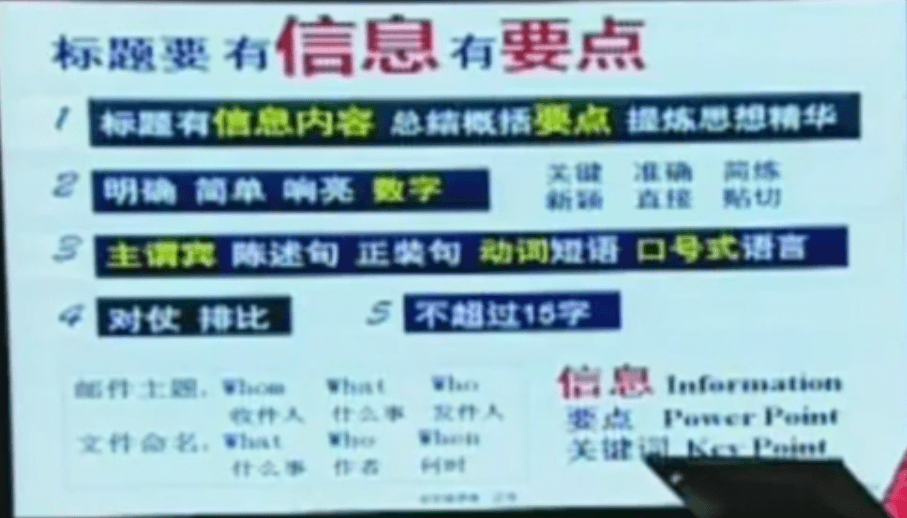 标题要 有信息 有要点
1 标题有信息内容 总结概括要点 提炼思想精华
2 明确 简单 响亮 数字
关键 准确 简练
新颖 直接 贴切
3 主谓宾 陈述句 正装句 动词短语 口号式语言
4 对仗 排比
5 不超过15字
邮件主题: Whom What Who
收件人 什么事 发件人
文件命名: What Who When
什么事 作者 何时
信息 Information
要点 Power Point
关键词 Key Point